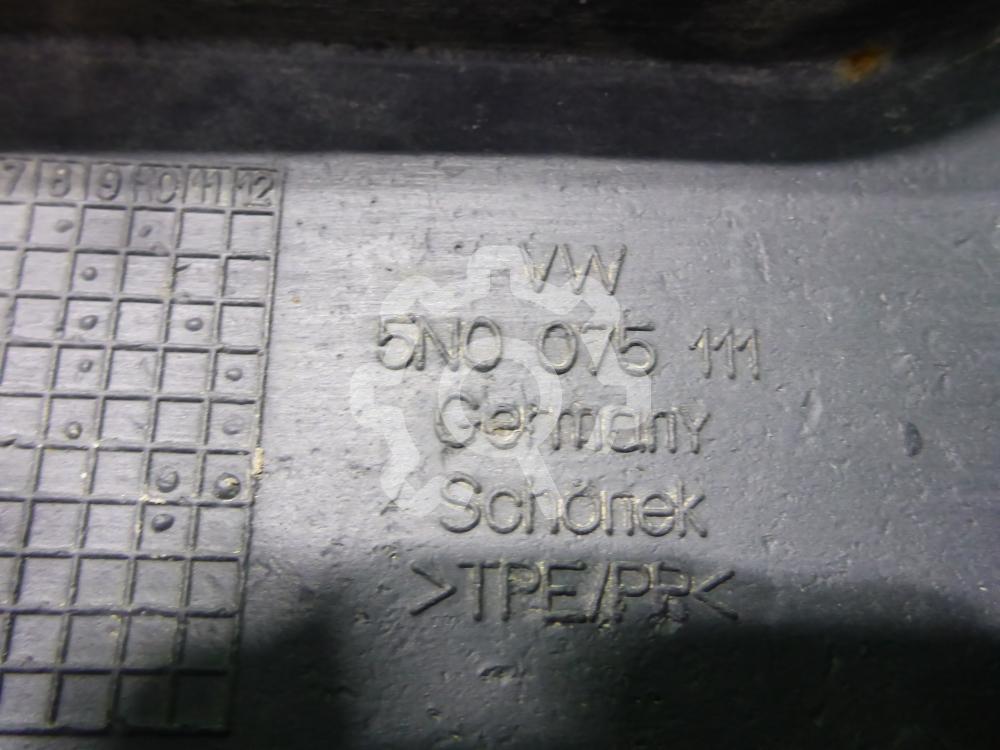 7 8 9 10 11 12
VW
5N0 075 111
Germany
Schönek
>TPE/PP<